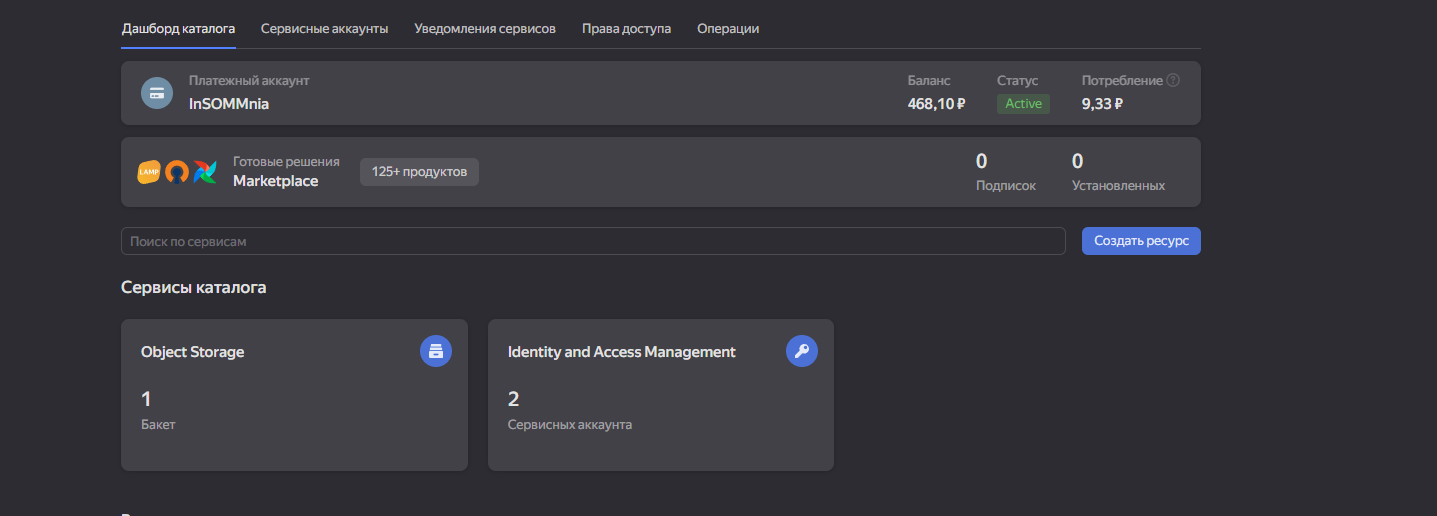 Дашборд каталога Сервисные аккаунты Уведомления сервисов Права доступа Операции
Платежный аккаунт Баланс Статус Потребление
InSOMMnia 468,10 ₽ Active 9,33 ₽
LAMP Готовые решения 125+ продуктов 0 0
Marketplace Подписок Установленных
Поиск по сервисам Создать ресурс
Сервисы каталога
Object Storage Identity and Access Management
1 2
Бакет Сервисных аккаунта